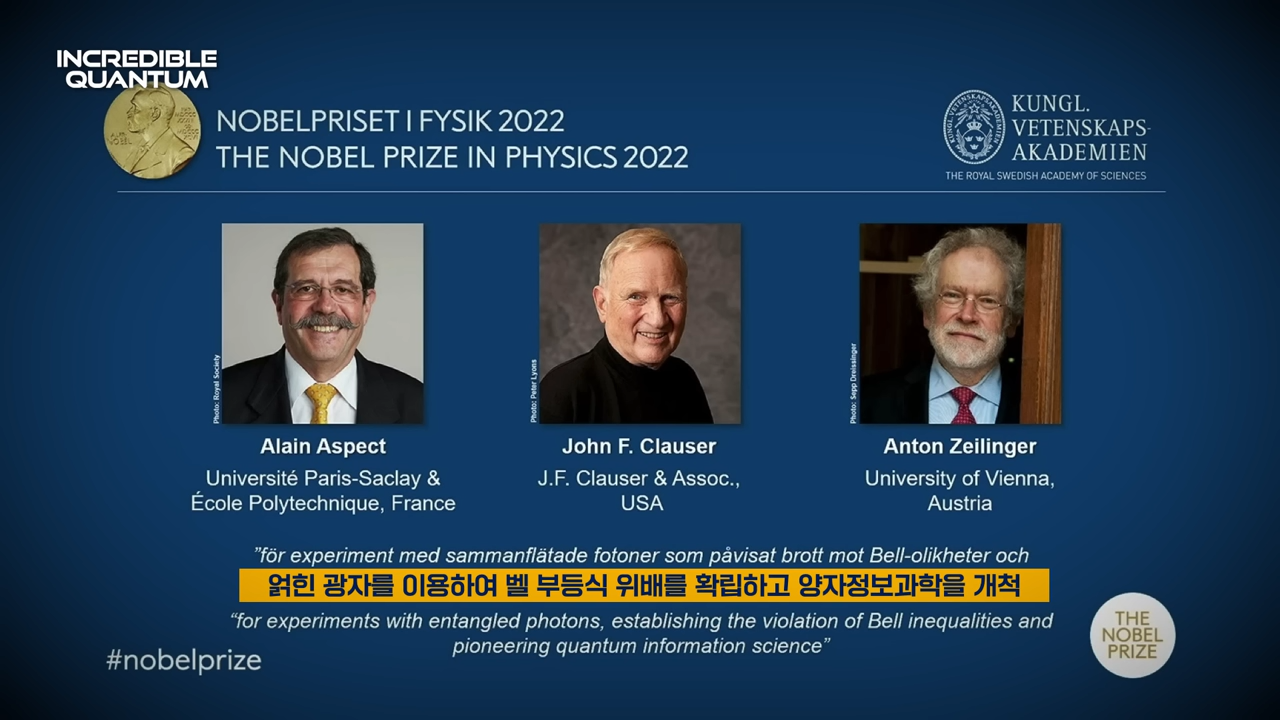 INCREDIBLE
QUANTUM
NOBELPRISET I FYSIK 2022
THE NOBEL PRIZE IN PHYSICS 2022
KUNGL.
VETENSKAPS-
AKADEMIEN
THE ROYAL SWEDISH ACADEMY OF SCIENCES
Photo: Royal Society
Photo: Peter Lyons
Photo: Sepp Dreissinger
Alain Aspect
Université Paris-Saclay &
École Polytechnique, France
John F. Clauser
J.F. Clauser & Assoc.,
USA
Anton Zeilinger
University of Vienna,
Austria
”för experiment med sammanflätade fotoner som påvisat brott mot Bell-olikheter och
얽힌 광자를 이용하여 벨 부등식 위배를 확립하고 양자정보과학을 개척
“for experiments with entangled photons, establishing the violation of Bell inequalities and
pioneering quantum information science”
#nobelprize
THE
NOBEL
PRIZE